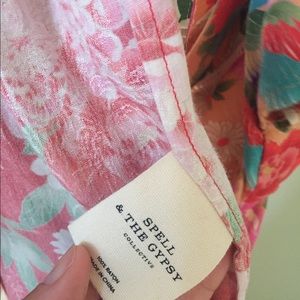 SPELL
& THE GYPSY
COLLECTIVE
100% RAYON
MADE IN CHINA